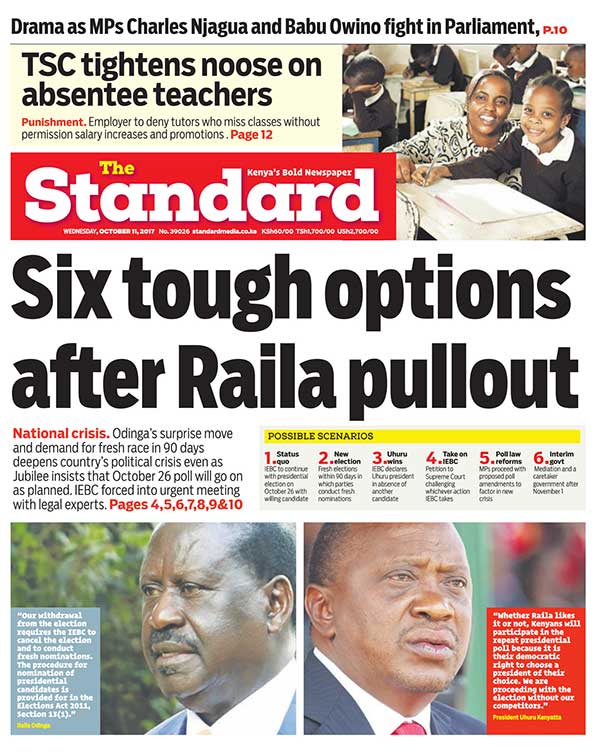 Drama as MPs Charles Njagua and Babu Owino fight in Parliament, P.10
TSC tightens noose on
absentee teachers
Punishment. Employer to deny tutors who miss classes without
permission salary increases and promotions . Page 12
The
Kenya's Bold Newspaper
Standard
WEDNESDAY, OCTOBER 11, 2017 No. 39026 standardmedia.co.ke KSh60/00 TSh1,700/00 USh2,700/00
Six tough options
after Raila pullout
National crisis. Odinga's surprise move
and demand for fresh race in 90 days
deepens country's political crisis even as
Jubilee insists that October 26 poll will go on
as planned. IEBC forced into urgent meeting
with legal experts. Pages 4,5,6,7,8,9&10
POSSIBLE SCENARIOS
1. Status
quo
IEBC to continue
with presidential
election on
October 26 with
willing candidate
2. New
election
Fresh elections
within 90 days in
which parties
conduct fresh
nominations
3. Uhuru
wins
IEBC declares
Uhuru president
in absence of
another
candidate
4. Take on
IEBC
Petition to
Supreme Court
challenging
whichever action
IEBC takes
5. Poll law
reforms
MPs proceed with
proposed poll
amendments to
factor in new
crisis
6. Interim
govt
Mediation and a
caretaker
government after
November 1
"Our withdrawal
from the election
requires the IEBC to
cancel the election
and to conduct
fresh nominations.
The procedure for
nomination of
presidential
candidates is
provided for in the
Elections Act 2011,
Section 13(1)."
Raila Odinga
"Whether Raila likes
it or not, Kenyans will
participate in the
repeat presidential
poll because it is
their democratic
right to choose a
president of their
choice. We are
proceeding with the
election without our
competitors."
President Uhuru Kenyatta